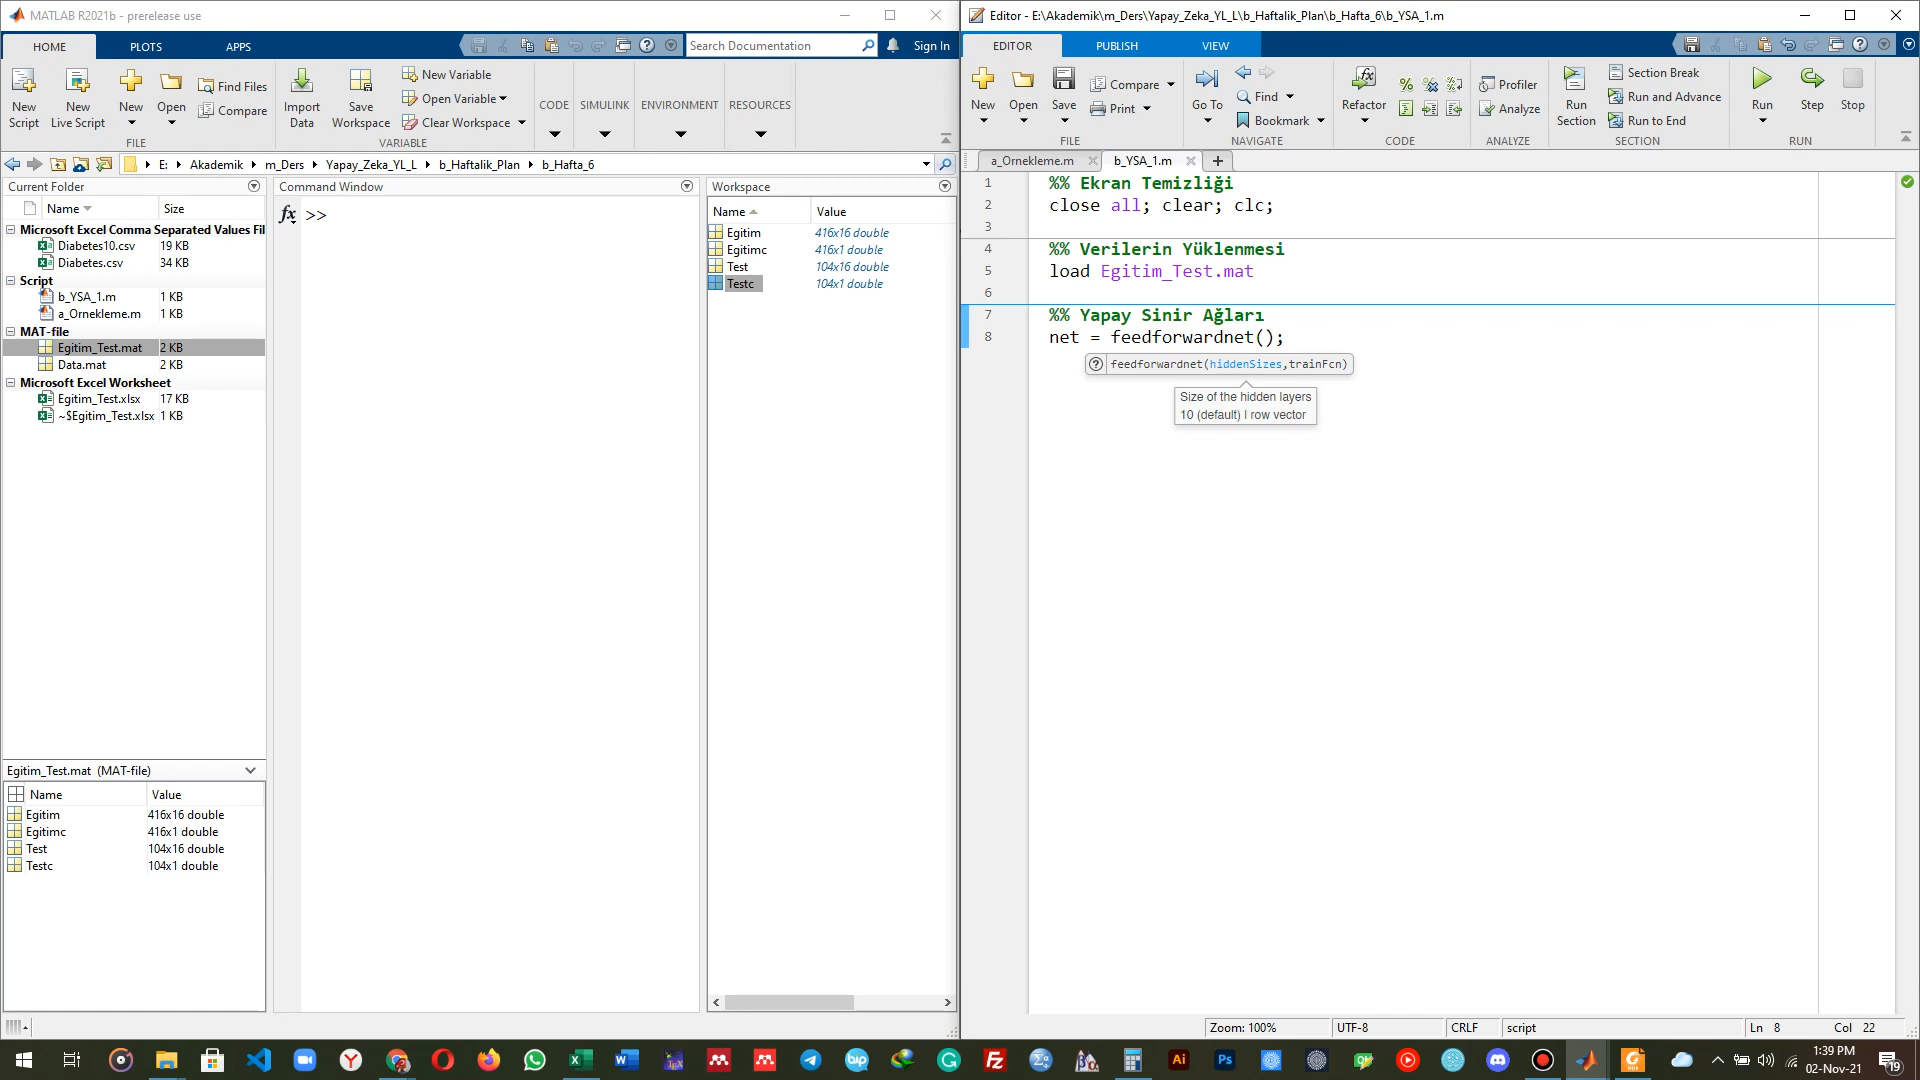 MATLAB R2021b - prerelease use
HOME PLOTS APPS
Search Documentation
Sign In
New Script
New Live Script
New
Open
Find Files
Compare
FILE
Import Data
Save Workspace
New Variable
Open Variable
Clear Workspace
VARIABLE
CODE SIMULINK ENVIRONMENT RESOURCES
E: Akademik m_Ders Yapay_Zeka_YL_L b_Haftalik_Plan b_Hafta_6
Current Folder
Name Size
Microsoft Excel Comma Separated Values Fil
Diabetes10.csv 19 KB
Diabetes.csv 34 KB
Script
b_YSA_1.m 1 KB
a_Ornekleme.m 1 KB
MAT-file
Egitim_Test.mat 2 KB
Data.mat 2 KB
Microsoft Excel Worksheet
Egitim_Test.xlsx 17 KB
~$Egitim_Test.xlsx 1 KB
Egitim_Test.mat (MAT-file)
Name Value
Egitim 416x16 double
Egitimc 416x1 double
Test 104x16 double
Testc 104x1 double
Command Window
fx >>
Workspace
Name Value
Egitim 416x16 double
Egitimc 416x1 double
Test 104x16 double
Testc 104x1 double
Editor - E:\Akademik\m_Ders\Yapay_Zeka_YL_L\b_Haftalik_Plan\b_Hafta_6\b_YSA_1.m
EDITOR PUBLISH VIEW
New
Open
Save
Compare
Print
FILE
Go To
Find
Bookmark
NAVIGATE
Refactor
CODE
Profiler
Analyze
ANALYZE
Run Section
Section Break
Run and Advance
Run to End
SECTION
Run
Step
Stop
RUN
a_Ornekleme.m b_YSA_1.m
1 %% Ekran Temizliği
2 close all; clear; clc;
3
4 %% Verilerin Yüklenmesi
5 load Egitim_Test.mat
6
7 %% Yapay Sinir Ağları
8 net = feedforwardnet();
feedforwardnet(hiddenSizes,trainFcn)
Size of the hidden layers
10 (default) | row vector
Zoom: 100% UTF-8 CRLF script Ln 8 Col 22
1:39 PM
02-Nov-21
19